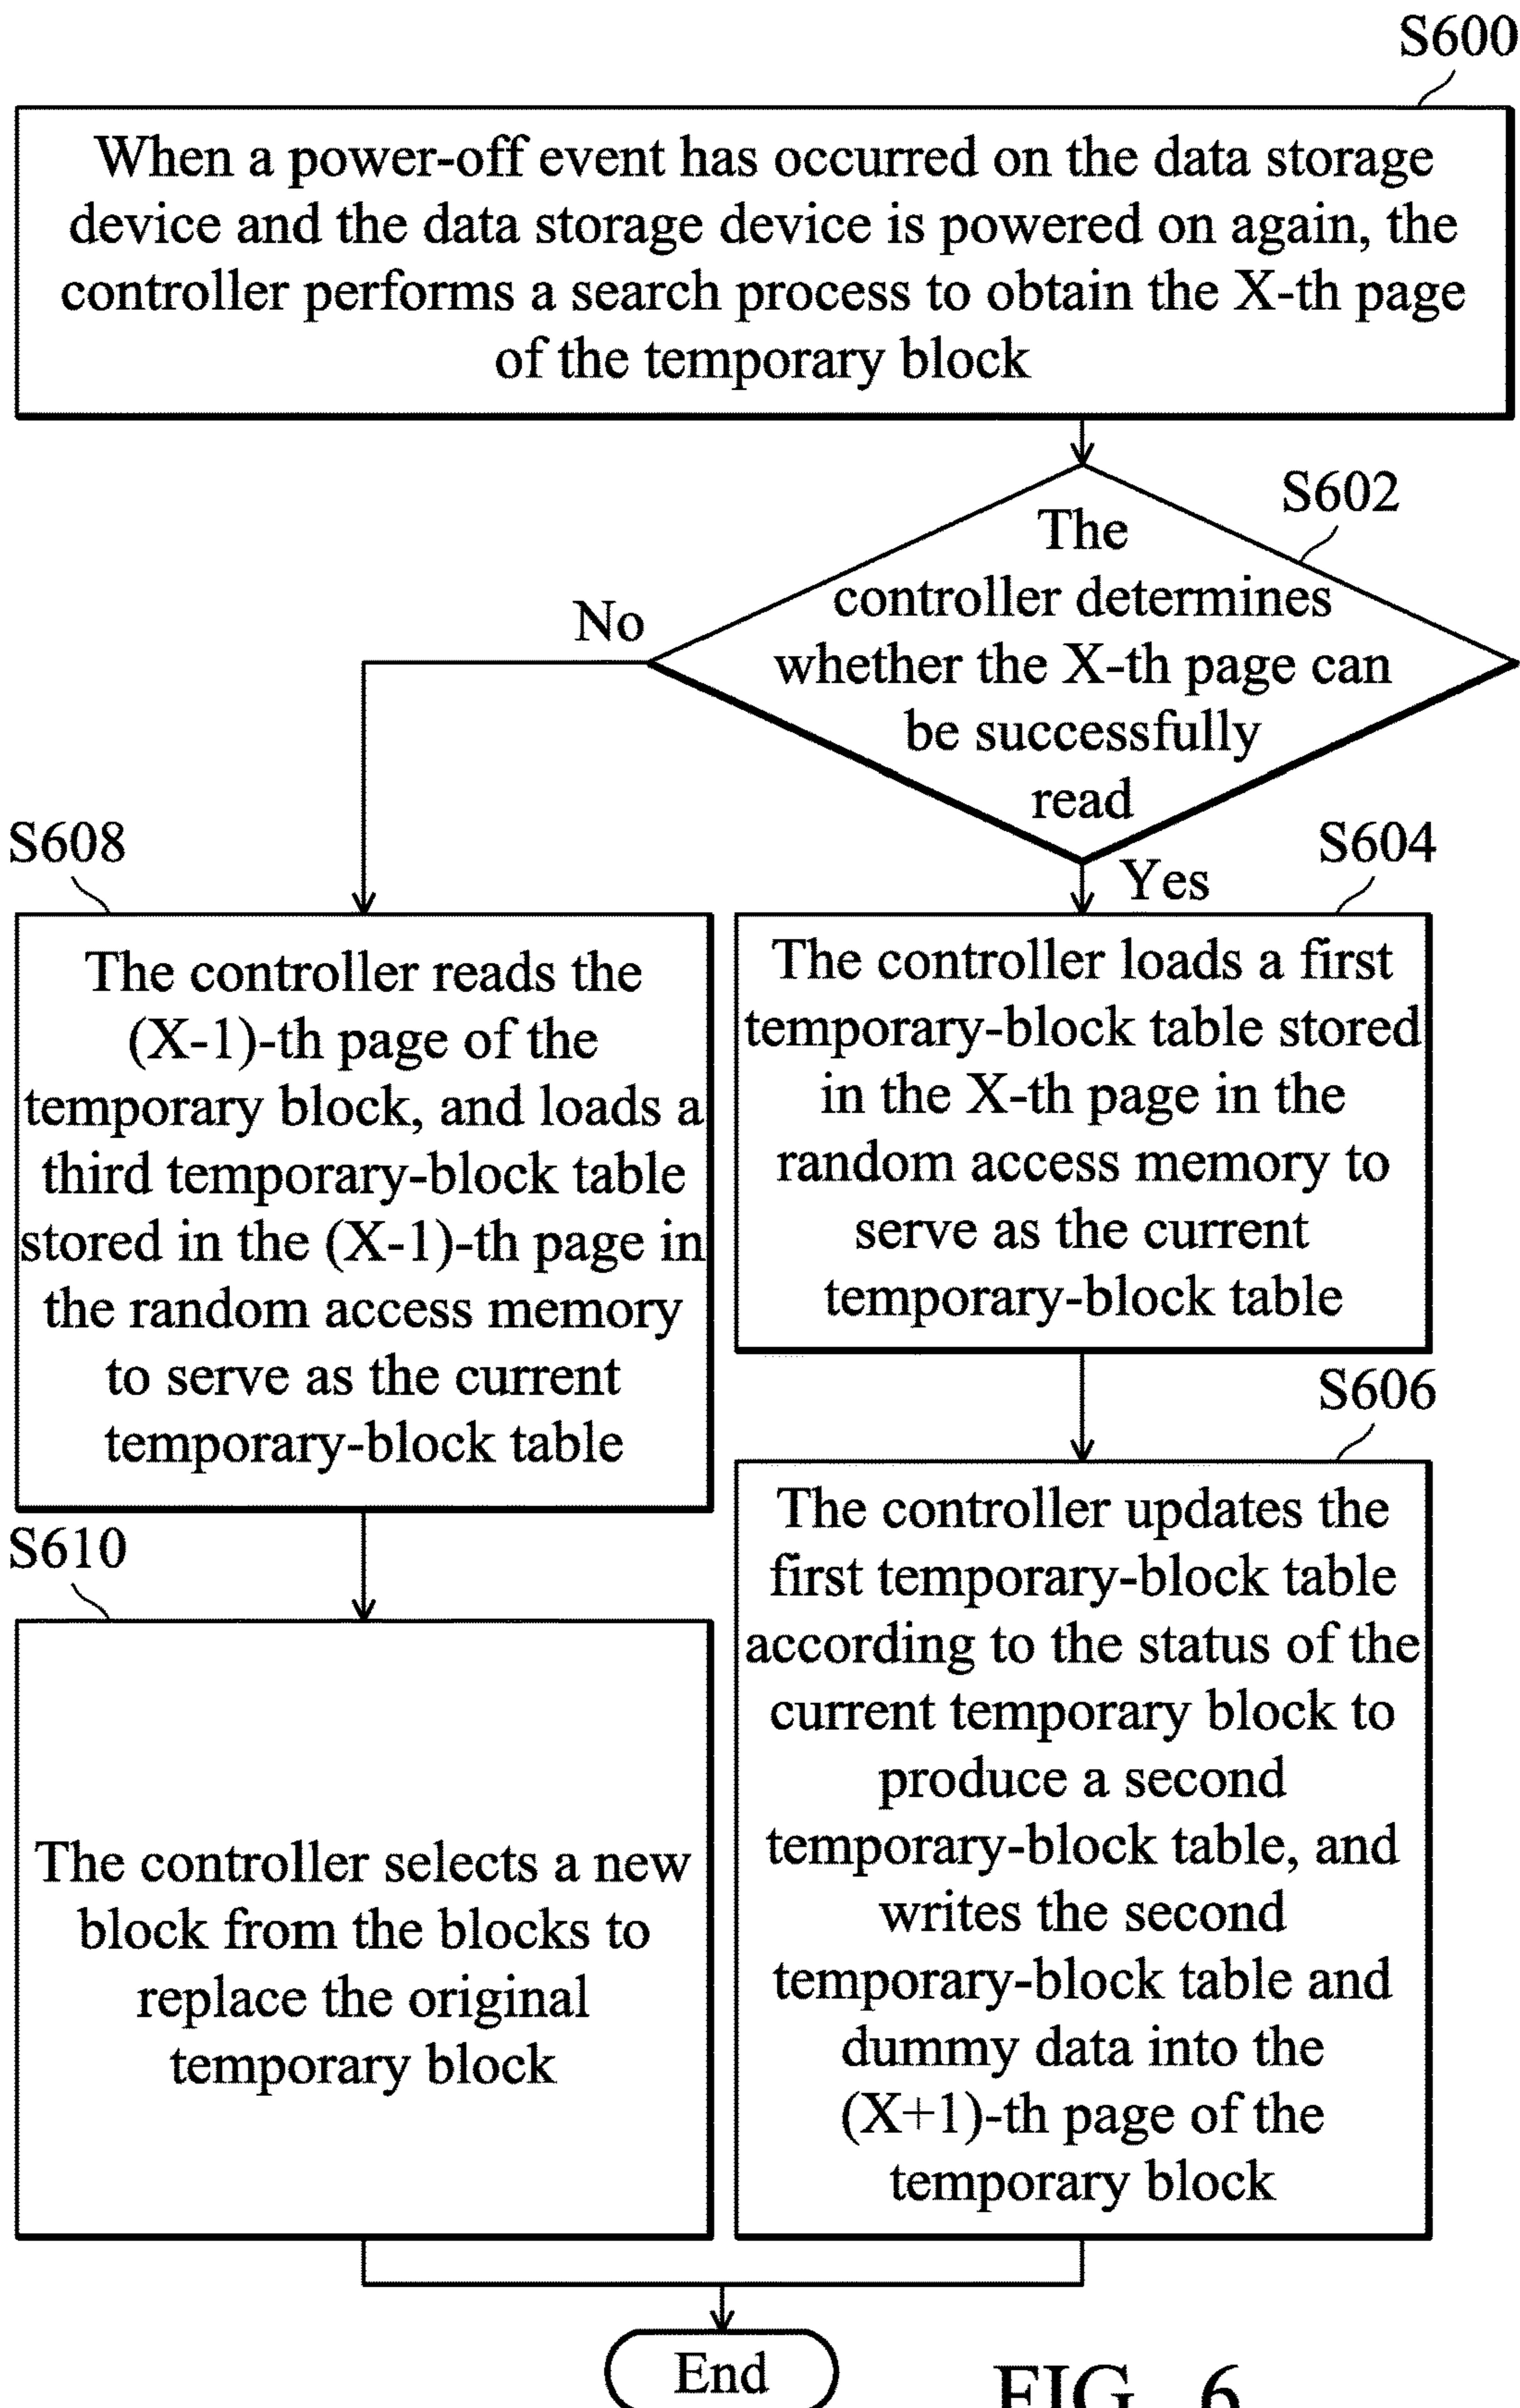 S600
When a power-off event has occurred on the data storage
device and the data storage device is powered on again, the
controller performs a search process to obtain the X-th page
of the temporary block
S602
The
controller determines
whether the X-th page can
be successfully
read
No
Yes
S608
The controller reads the
(X-1)-th page of the
temporary block, and loads a
third temporary-block table
stored in the (X-1)-th page in
the random access memory
to serve as the current
temporary-block table
S604
The controller loads a first
temporary-block table stored
in the X-th page in the
random access memory to
serve as the current
temporary-block table
S610
The controller selects a new
block from the blocks to
replace the original
temporary block
S606
The controller updates the
first temporary-block table
according to the status of the
current temporary block to
produce a second
temporary-block table, and
writes the second
temporary-block table and
dummy data into the
(X+1)-th page of the
temporary block
End
FIG. 6